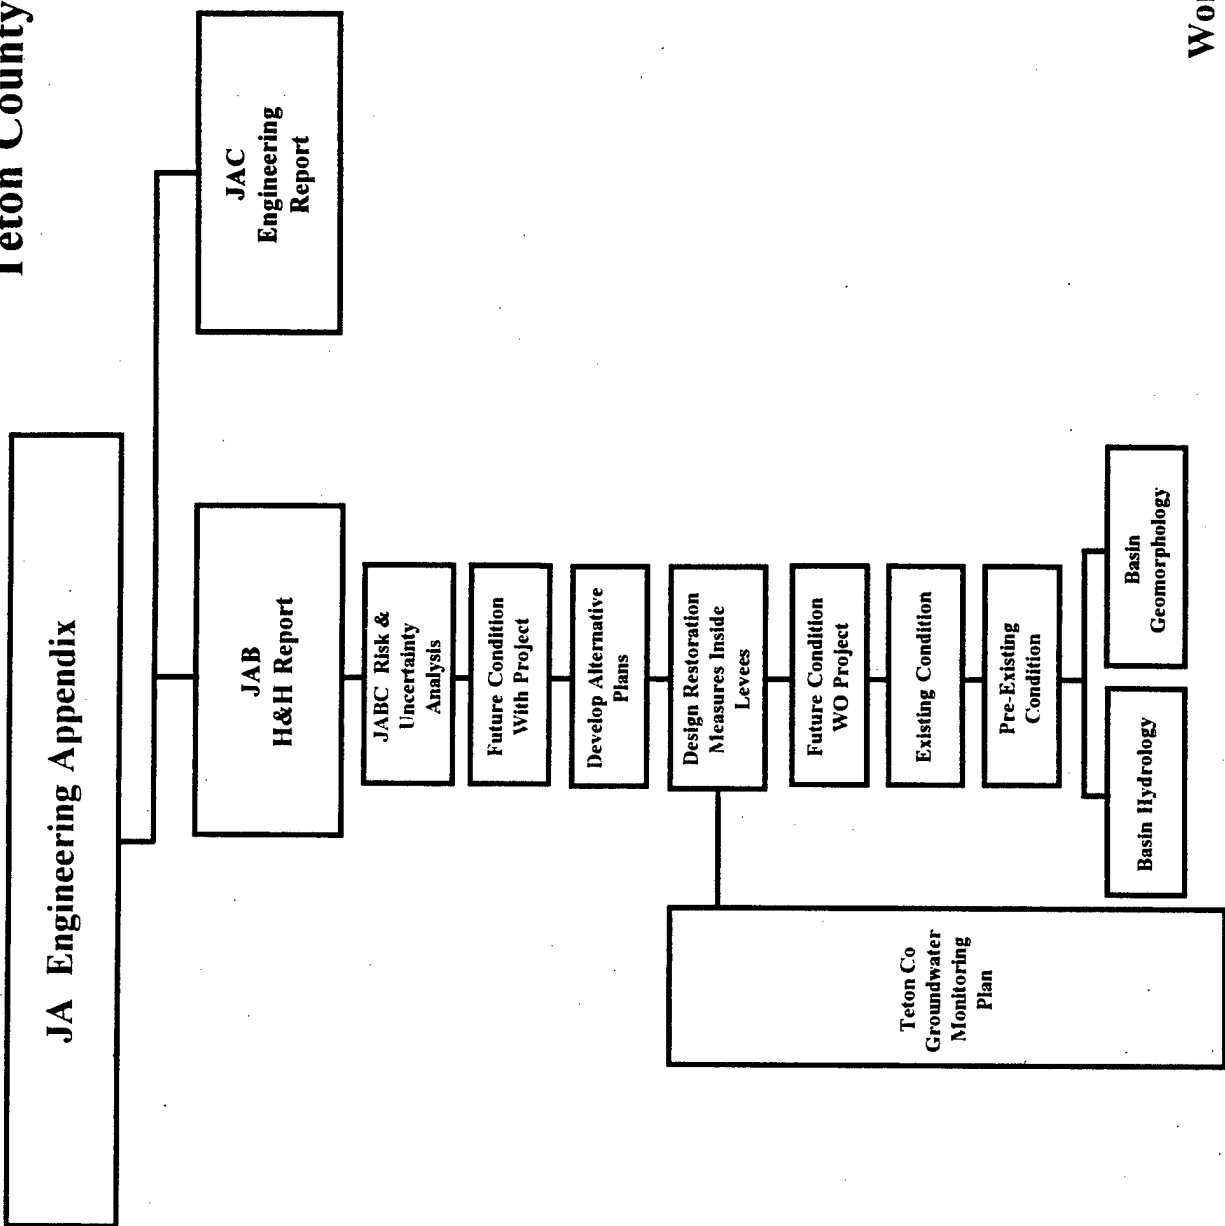 Teton County
JA Engineering Appendix
JAB
H&H Report
JAC
Engineering
Report
JABC Risk &
Uncertainty
Analysis
Future Condition
With Project
Develop Alternative
Plans
Design Restoration
Measures Inside
Levees
Teton Co
Groundwater
Monitoring
Plan
Future Condition
WO Project
Existing Condition
Pre-Existing
Condition
Basin Hydrology
Basin
Geomorphology